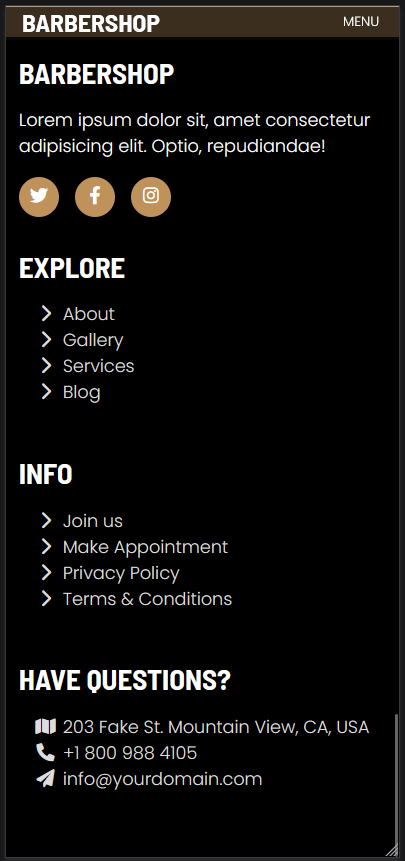 BARBERSHOP
MENU
BARBERSHOP
Lorem ipsum dolor sit, amet consectetur
adipisicing elit. Optio, repudiandae!
EXPLORE
About
Gallery
Services
Blog
INFO
Join us
Make Appointment
Privacy Policy
Terms & Conditions
HAVE QUESTIONS?
203 Fake St. Mountain View, CA, USA
+1 800 988 4105
info@yourdomain.com